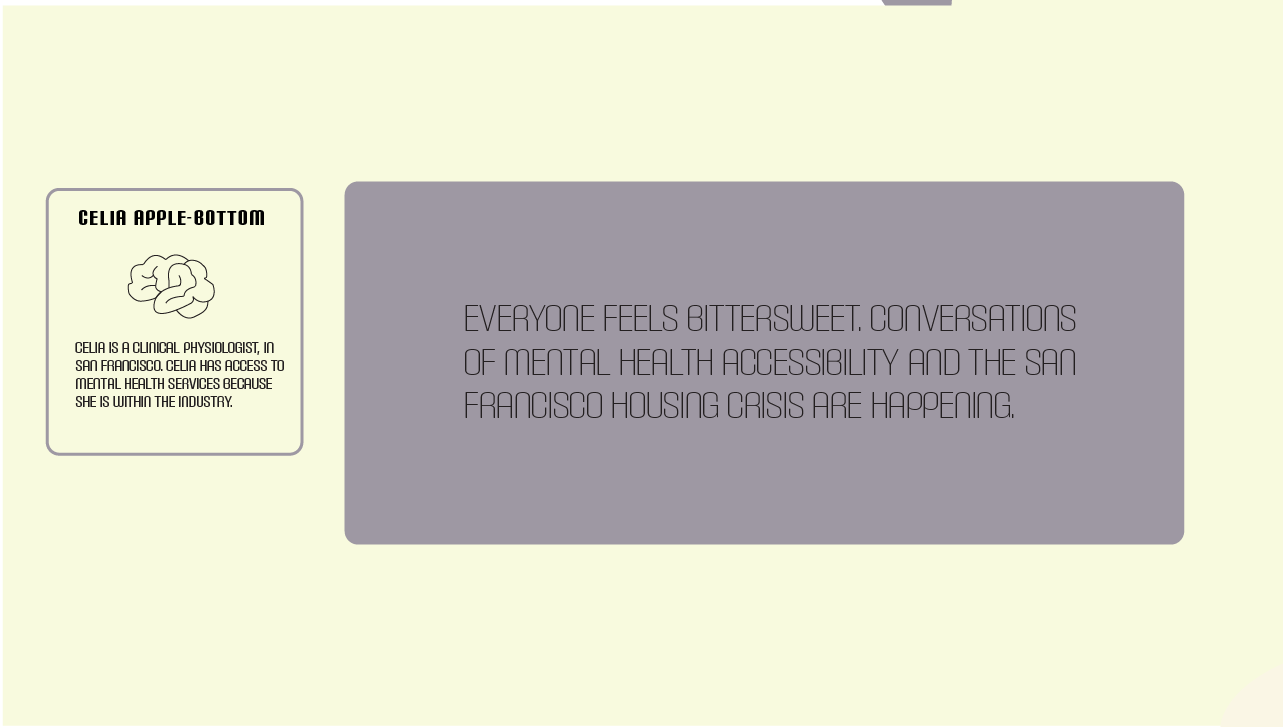 CELIA APPLE-BOTTOM
CELIA IS A CLINICAL PHYSIOLOGIST, IN
SAN FRANCISCO. CELIA HAS ACCESS TO
MENTAL HEALTH SERVICES BECAUSE
SHE IS WITHIN THE INDUSTRY.
EVERYONE FEELS BITTERSWEET. CONVERSATIONS
OF MENTAL HEALTH ACCESSIBILITY AND THE SAN
FRANCISCO HOUSING CRISIS ARE HAPPENING.